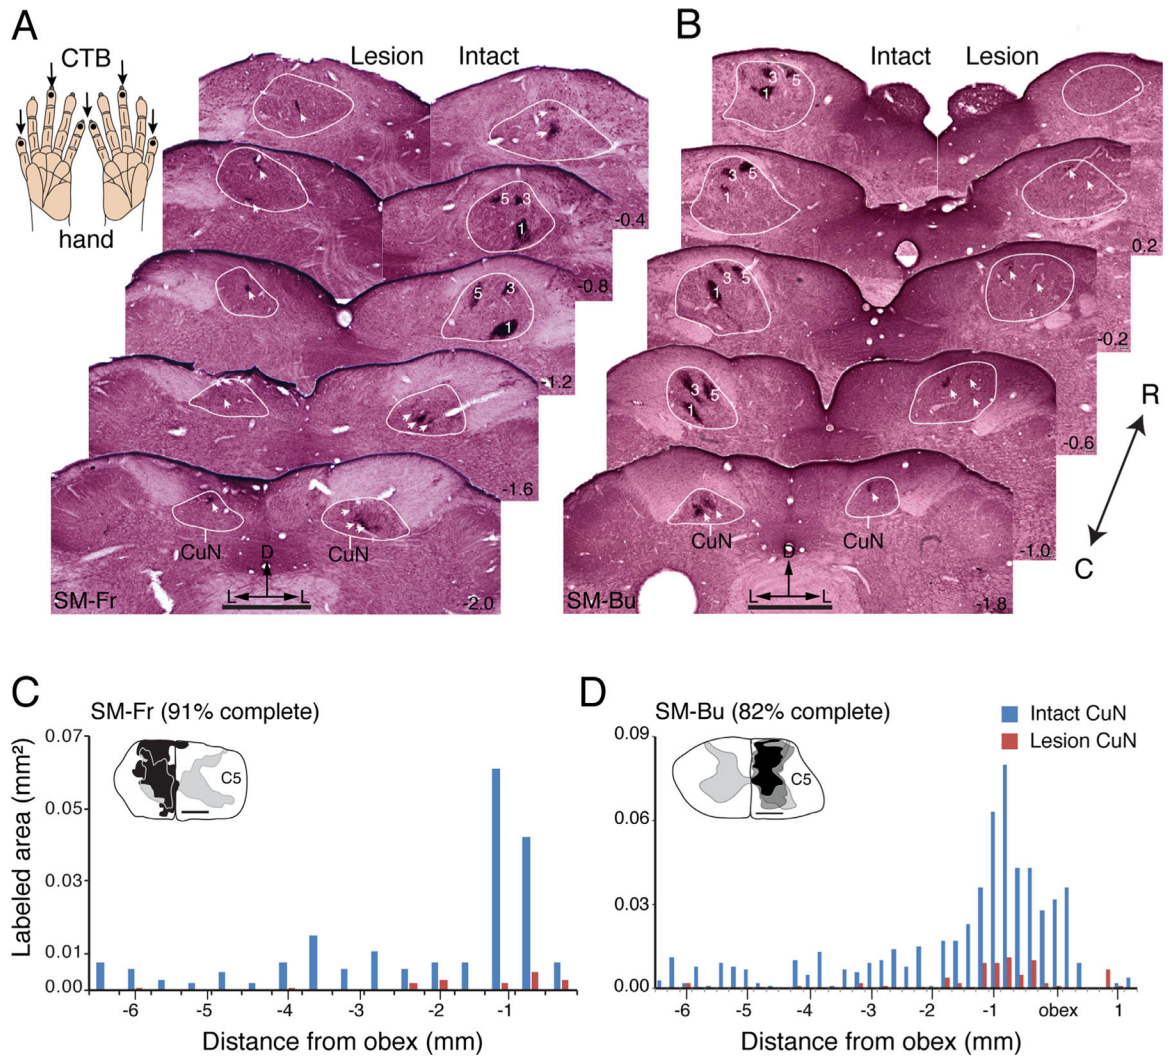 A
CTB
hand
Lesion Intact
5 3
1
5 3
1
-0.4
-0.8
-1.2
-1.6
CuN
CuN
D
L L
SM-Fr
-2.0
B
Intact Lesion
3 5
1
3 5
1
3 5
1
3 5
1
0.2
-0.2
-0.6
-1.0
R
C
CuN
CuN
D
L L
SM-Bu
-1.8
C
SM-Fr (91% complete)
C5
Labeled area (mm²)
0.07
0.05
0.03
0.01
0.00
-6 -5 -4 -3 -2 -1
Distance from obex (mm)
D
SM-Bu (82% complete)
C5
Intact CuN
Lesion CuN
0.09
0.06
0.03
0.00
-6 -5 -4 -3 -2 -1 obex 1
Distance from obex (mm)